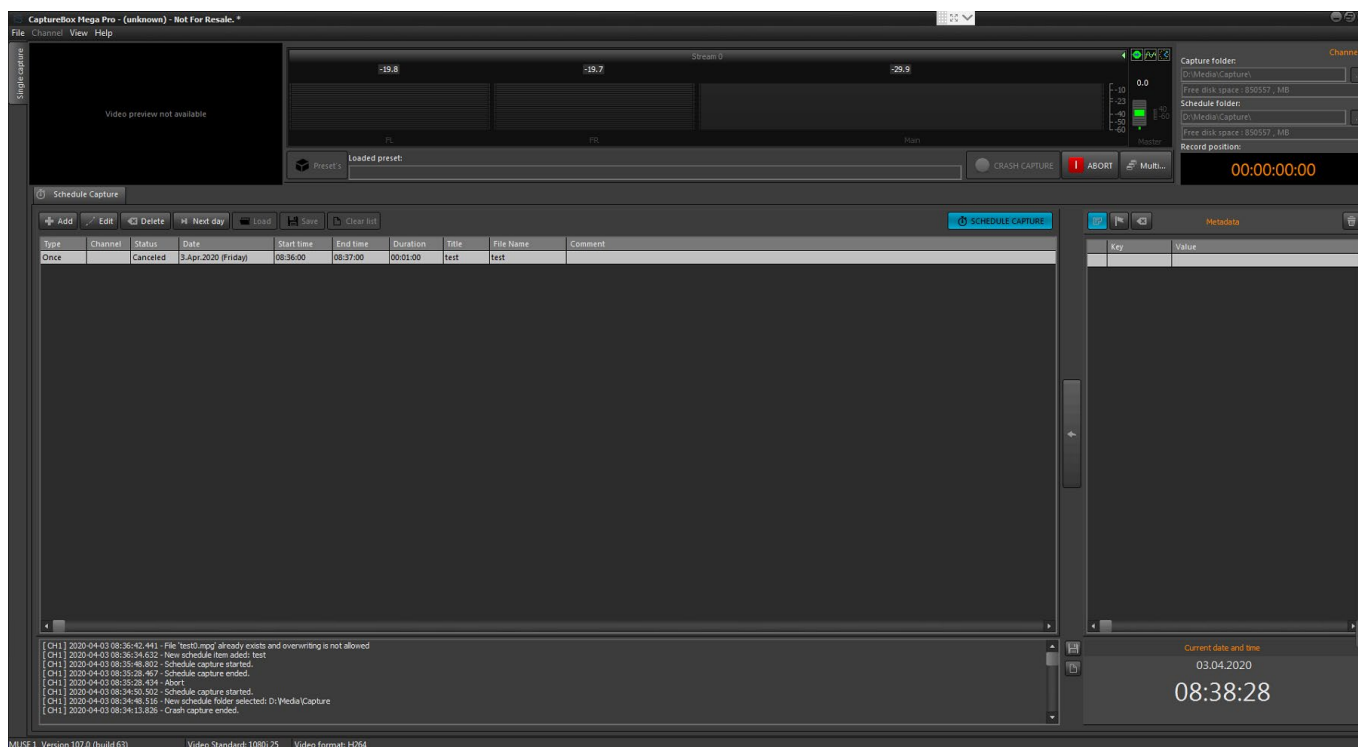 CaptureBox Mega Pro - (unknown) - Not For Resale. *
File Channel View Help
Single capture
Video preview not available
Stream 0
-19.8 -19.7 -29.9
0.0
-10
-23
-40
-50
-60
40
-60
Main Master
Preset's
Loaded preset:
CRASH CAPTURE ABORT Multi...
Channe
Capture folder:
D:\Media\Capture\
Free disk space : 850557 , MB
Schedule folder:
D:\Media\Capture\
Free disk space : 850557 , MB
Record position:
00:00:00:00
Schedule Capture
Add Edit Delete Next day Load Save Clear list SCHEDULE CAPTURE
Type Channel Status Date Start time End time Duration Title File Name Comment
Once Canceled 3.Apr.2020 (Friday) 08:36:00 08:37:00 00:01:00 test test
Metadata
Key Value
[ CH1 ] 2020-04-03 08:36:42.441 - File 'test0.mpg' already exists and overwriting is not allowed
[ CH1 ] 2020-04-03 08:36:34.632 - New schedule item aded: test
[ CH1 ] 2020-04-03 08:35:48.802 - Schedule capture started.
[ CH1 ] 2020-04-03 08:35:28.467 - Schedule capture ended.
[ CH1 ] 2020-04-03 08:35:28.434 - Abort
[ CH1 ] 2020-04-03 08:34:50.502 - Schedule capture started.
[ CH1 ] 2020-04-03 08:34:48.516 - New schedule folder selected: D:\Media\Capture
[ CH1 ] 2020-04-03 08:34:13.826 - Crash capture ended.
Current date and time
03.04.2020
08:38:28
MUSE1 Version 107.0 (build 63) Video Standard: 1080i 25 Video format: H264